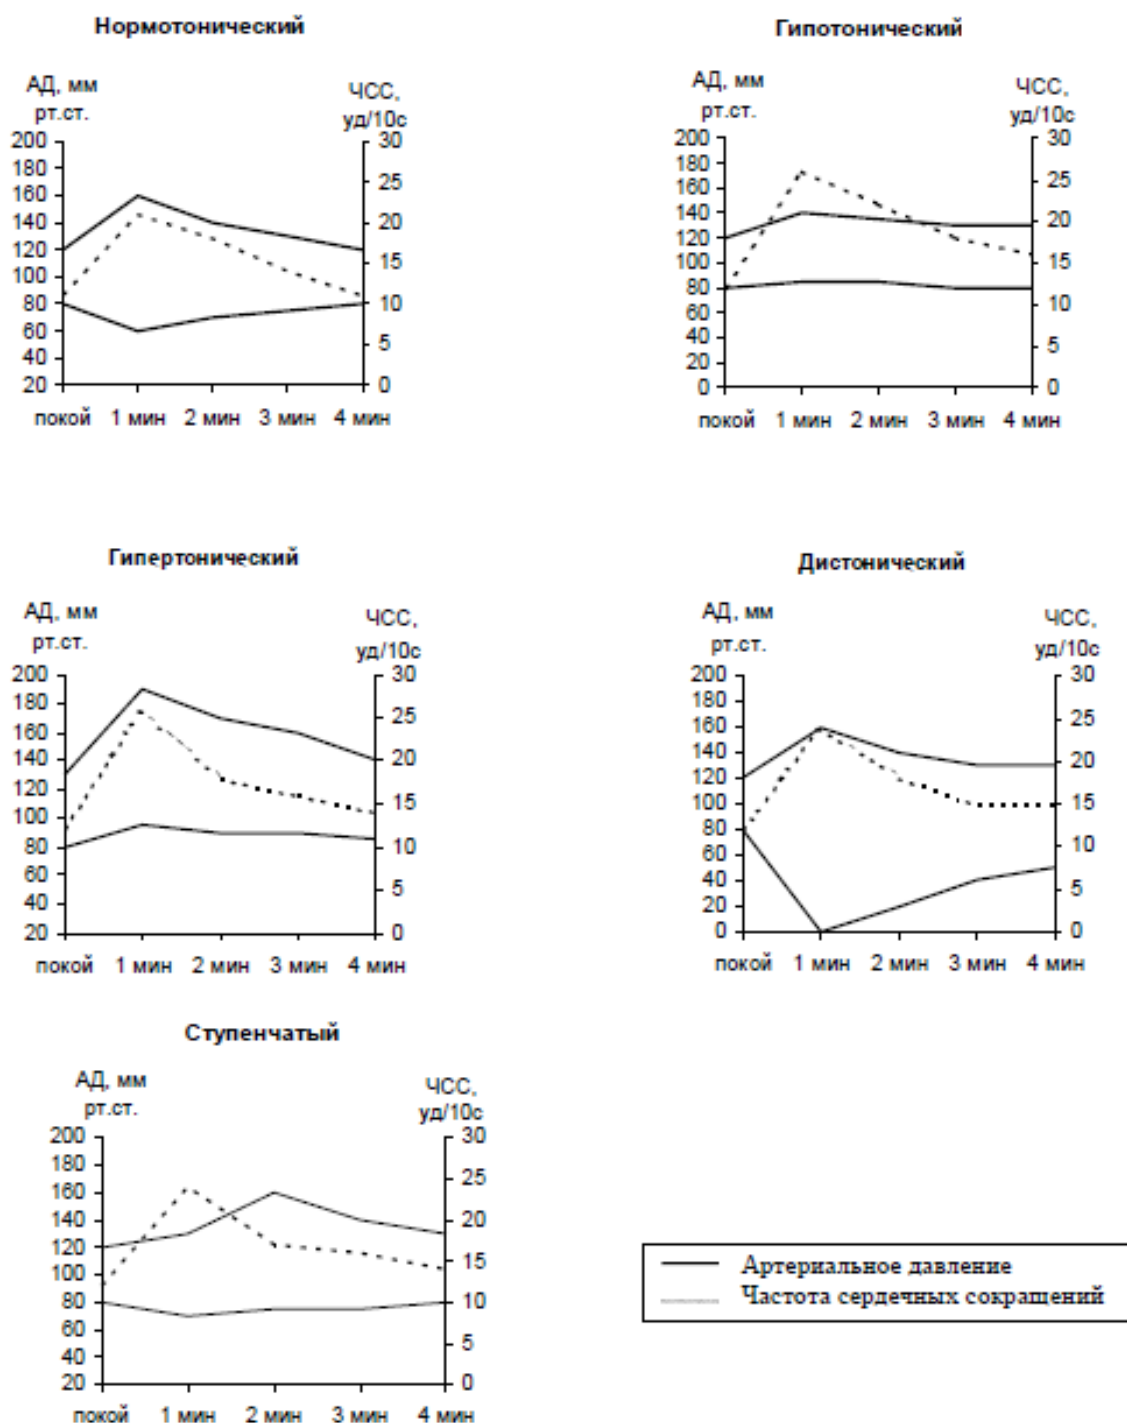 Нормотонический
АД, мм
рт.ст.
ЧСС,
уд/10с
200
180
160
140
120
100
80
60
40
20
30
25
20
15
10
5
0
покой 1 мин 2 мин 3 мин 4 мин
Гипотонический
АД, мм
рт.ст.
ЧСС,
уд/10с
200
180
160
140
120
100
80
60
40
20
0
30
25
20
15
10
5
0
покой 1 мин 2 мин 3 мин 4 мин
Гипертонический
АД, мм
рт.ст.
ЧСС,
уд/10с
200
180
160
140
120
100
80
60
40
20
30
25
20
15
10
5
0
покой 1 мин 2 мин 3 мин 4 мин
Дистонический
АД, мм
рт.ст.
ЧСС,
уд/10с
200
180
160
140
120
100
80
60
40
20
0
30
25
20
15
10
5
0
покой 1 мин 2 мин 3 мин 4 мин
Ступенчатый
АД, мм
рт.ст.
ЧСС,
уд/10с
200
180
160
140
120
100
80
60
40
20
30
25
20
15
10
5
0
покой 1 мин 2 мин 3 мин 4 мин
Артериальное давление
Частота сердечных сокращений